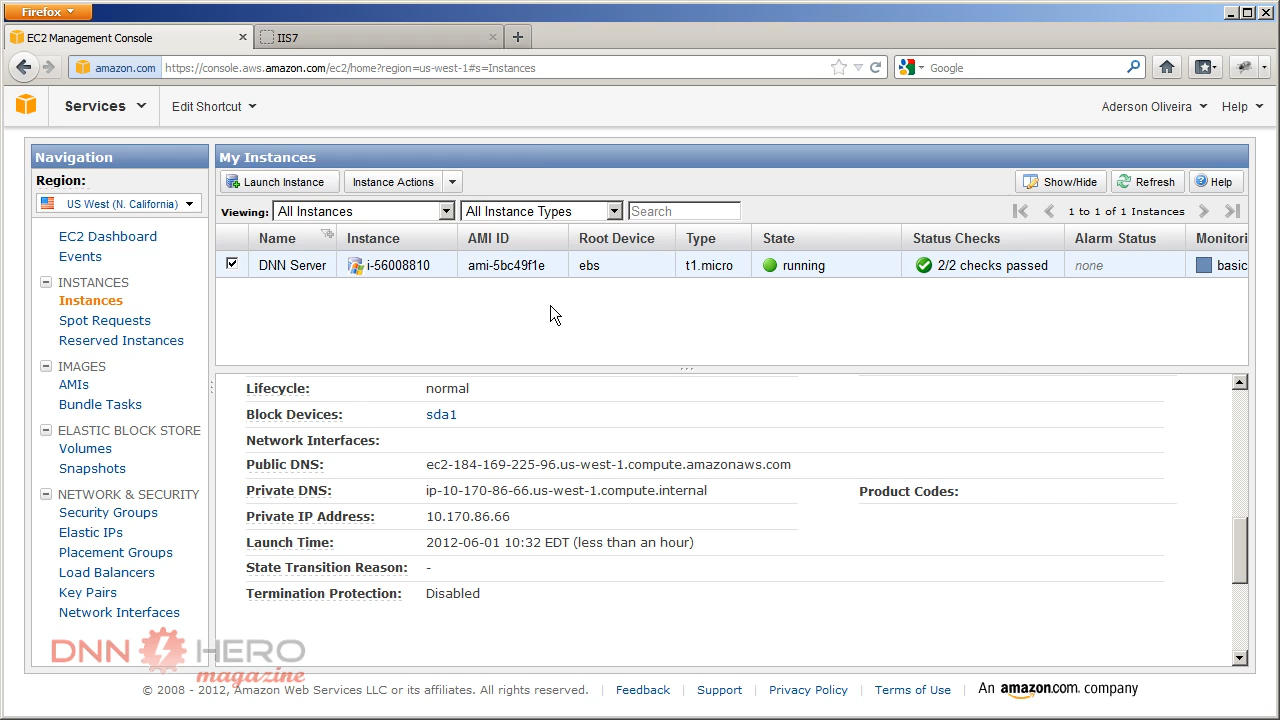 Firefox
EC2 Management Console
IIS7
amazon.com
https://console.aws.amazon.com/ec2/home?region=us-west-1#s=Instances
Google
Services
Edit Shortcut
Aderson Oliveira
Help
Navigation
Region:
US West (N. California)
EC2 Dashboard
Events
INSTANCES
Instances
Spot Requests
Reserved Instances
IMAGES
AMIs
Bundle Tasks
ELASTIC BLOCK STORE
Volumes
Snapshots
NETWORK & SECURITY
Security Groups
Elastic IPs
Placement Groups
Load Balancers
Key Pairs
Network Interfaces
My Instances
Launch Instance
Instance Actions
Show/Hide
Refresh
Help
Viewing: All Instances All Instance Types Search
1 to 1 of 1 Instances
Name Instance AMI ID Root Device Type State Status Checks Alarm Status Monitori
DNN Server i-56008810 ami-5bc49f1e ebs t1.micro running 2/2 checks passed none basic
Lifecycle: normal
Block Devices: sda1
Network Interfaces:
Public DNS: ec2-184-169-225-96.us-west-1.compute.amazonaws.com
Private DNS: ip-10-170-86-66.us-west-1.compute.internal Product Codes:
Private IP Address: 10.170.86.66
Launch Time: 2012-06-01 10:32 EDT (less than an hour)
State Transition Reason: -
Termination Protection: Disabled
DNN HERO
magazine
© 2008 - 2012, Amazon Web Services LLC or its affiliates. All rights reserved. Feedback Support Privacy Policy Terms of Use An amazon.com. company